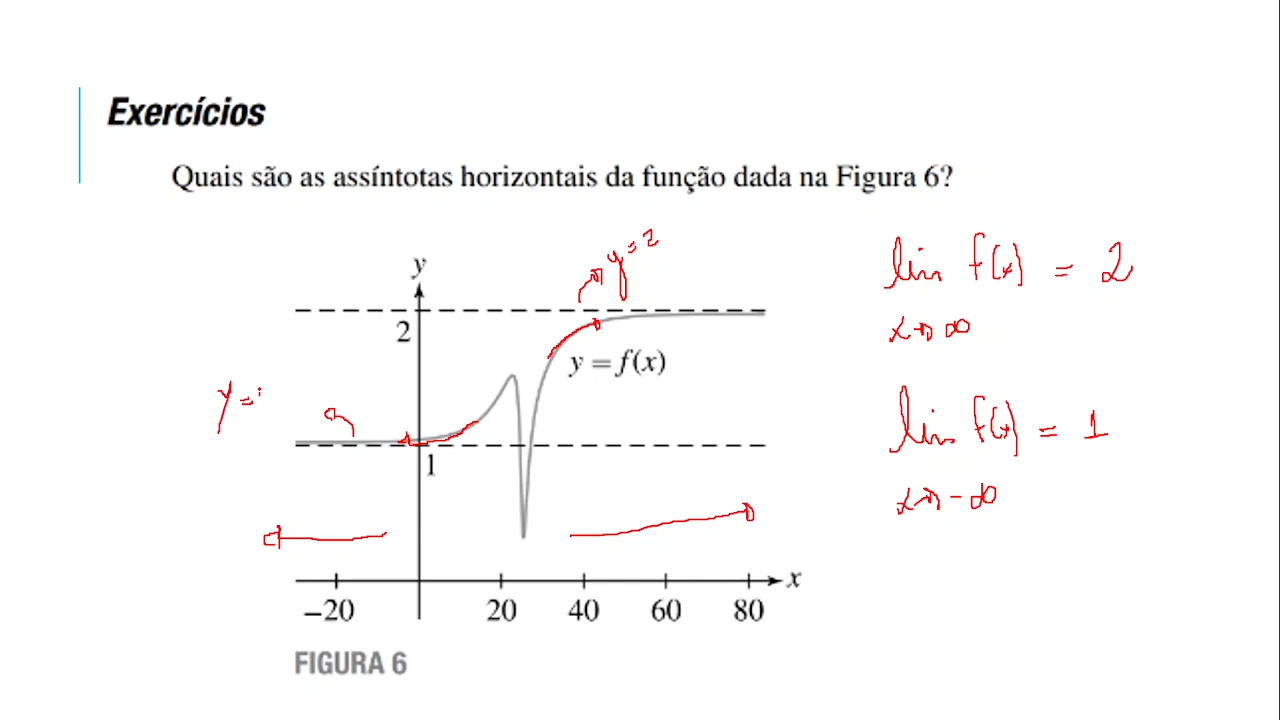 Exercícios
Quais são as assíntotas horizontais da função dada na Figura 6?
y = 2
lim f(x) = 2
x→∞
y
2
y = f(x)
y =
lim f(x) = 1
x→-∞
1
x
−20 20 40 60 80
FIGURA 6